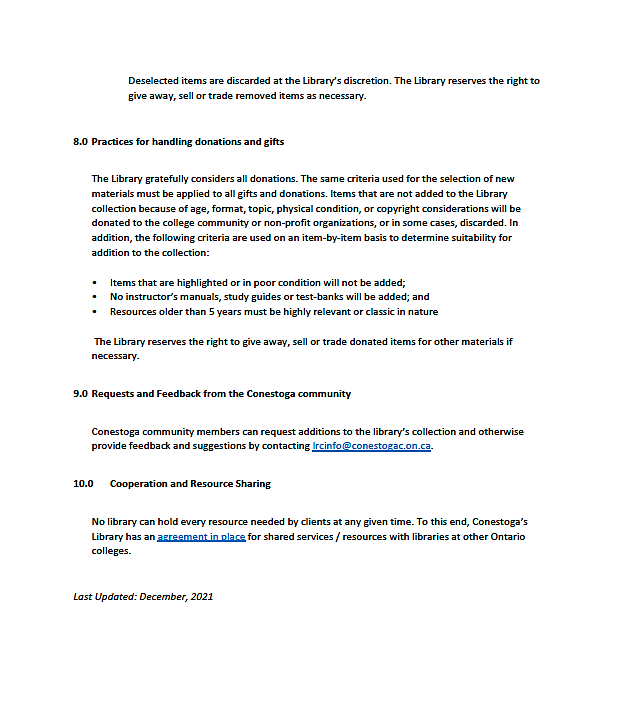 Deselected items are discarded at the Library's discretion. The Library reserves the right to
give away, sell or trade removed items as necessary.
8.0 Practices for handling donations and gifts
The Library gratefully considers all donations. The same criteria used for the selection of new
materials must be applied to all gifts and donations. Items that are not added to the Library
collection because of age, format, topic, physical condition, or copyright considerations will be
donated to the college community or non-profit organizations, or in some cases, discarded. In
addition, the following criteria are used on an item-by-item basis to determine suitability for
addition to the collection:
• Items that are highlighted or in poor condition will not be added;
• No instructor's manuals, study guides or test-banks will be added; and
• Resources older than 5 years must be highly relevant or classic in nature
The Library reserves the right to give away, sell or trade donated items for other materials if
necessary.
9.0 Requests and Feedback from the Conestoga community
Conestoga community members can request additions to the library's collection and otherwise
provide feedback and suggestions by contacting lrcinfo@conestogac.on.ca.
10.0 Cooperation and Resource Sharing
No library can hold every resource needed by clients at any given time. To this end, Conestoga's
Library has an agreement in place for shared services / resources with libraries at other Ontario
colleges.
Last Updated: December, 2021